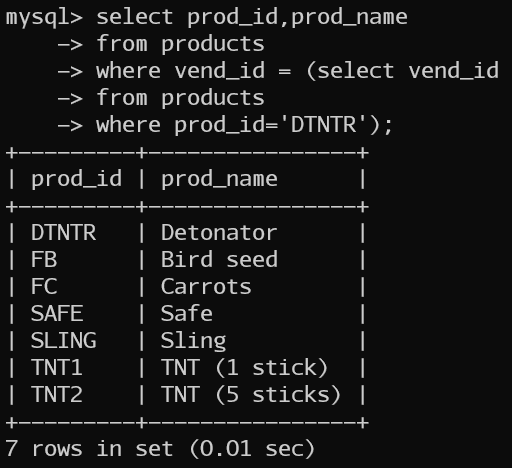 mysql> select prod_id,prod_name
    -> from products
    -> where vend_id = (select vend_id
    -> from products
    -> where prod_id='DTNTR');
+---------+----------------+
| prod_id | prod_name      |
+---------+----------------+
| DTNTR   | Detonator      |
| FB      | Bird seed      |
| FC      | Carrots        |
| SAFE    | Safe           |
| SLING   | Sling          |
| TNT1    | TNT (1 stick)  |
| TNT2    | TNT (5 sticks) |
+---------+----------------+
7 rows in set (0.01 sec)